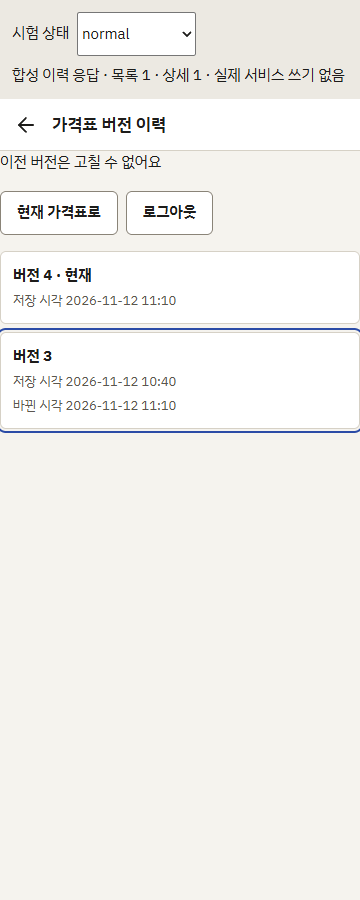 시험 상태 normal
합성 이력 응답 · 목록 1 · 상세 1 · 실제 서비스 쓰기 없음
가격표 버전 이력
이전 버전은 고칠 수 없어요
현재 가격표로 로그아웃
버전 4 · 현재
저장 시각 2026-11-12 11:10
버전 3
저장 시각 2026-11-12 10:40
바뀐 시각 2026-11-12 11:10